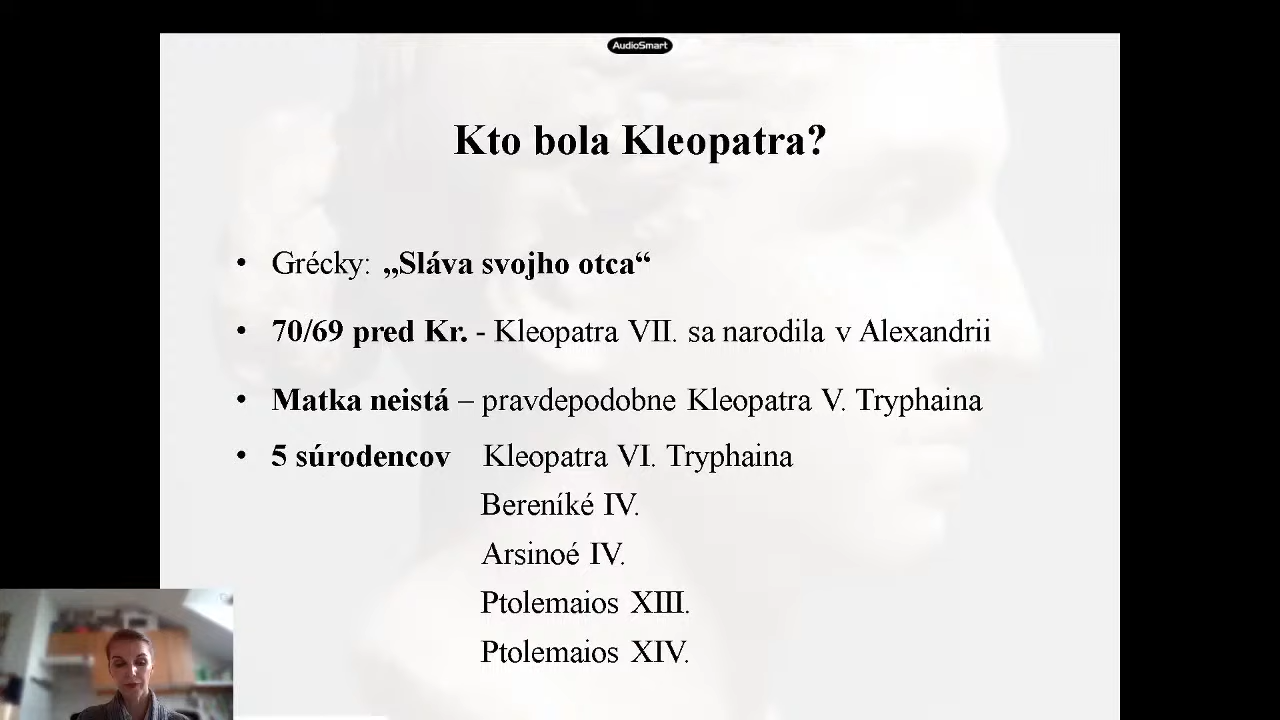 AudioSmart
Kto bola Kleopatra?
• Grécky: „Sláva svojho otca“
• 70/69 pred Kr. - Kleopatra VII. sa narodila v Alexandrii
• Matka neistá – pravdepodobne Kleopatra V. Tryphaina
• 5 súrodencov Kleopatra VI. Tryphaina
Bereníké IV.
Arsinoé IV.
Ptolemaios XIII.
Ptolemaios XIV.